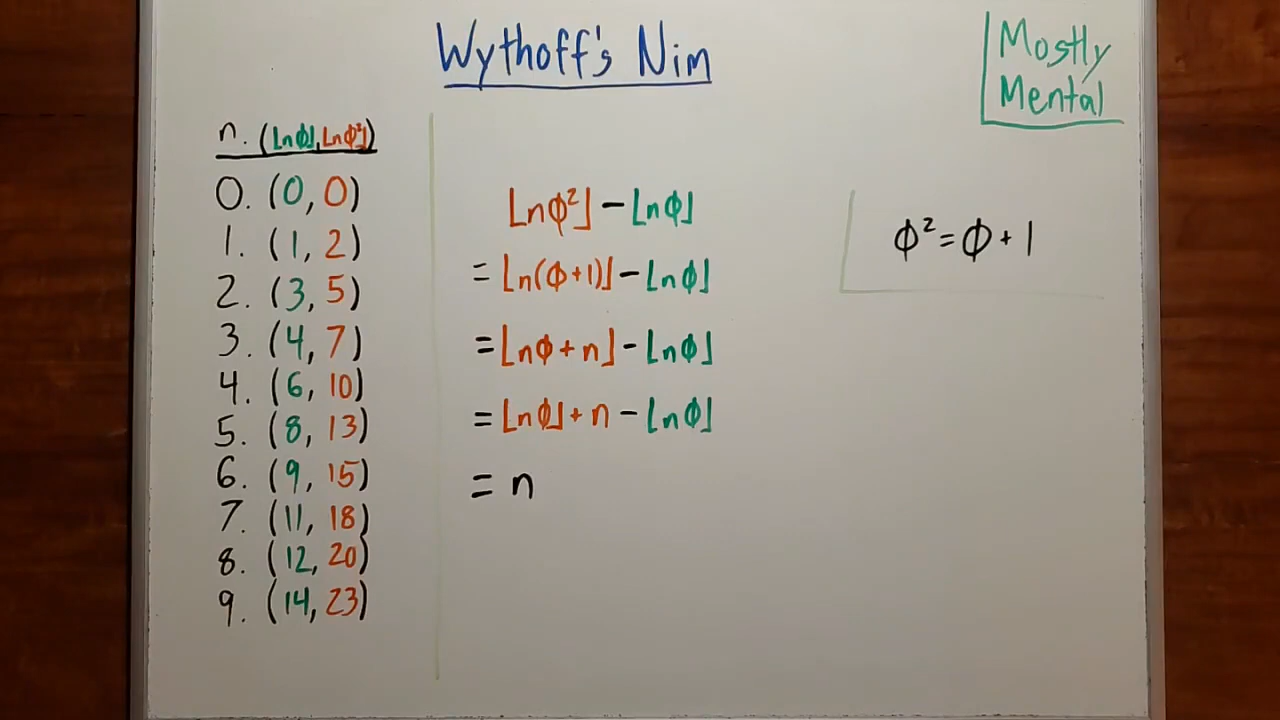 Wythoff's Nim
Mostly
Mental
n. (⌊nϕ⌋,⌊nϕ²⌋)
0. (0, 0)
1. (1, 2)
2. (3, 5)
3. (4, 7)
4. (6, 10)
5. (8, 13)
6. (9, 15)
7. (11, 18)
8. (12, 20)
9. (14, 23)
⌊nϕ²⌋ − ⌊nϕ⌋
= ⌊n(ϕ+1)⌋ − ⌊nϕ⌋
= ⌊nϕ + n⌋ − ⌊nϕ⌋
= ⌊nϕ⌋ + n − ⌊nϕ⌋
= n
ϕ² = ϕ + 1